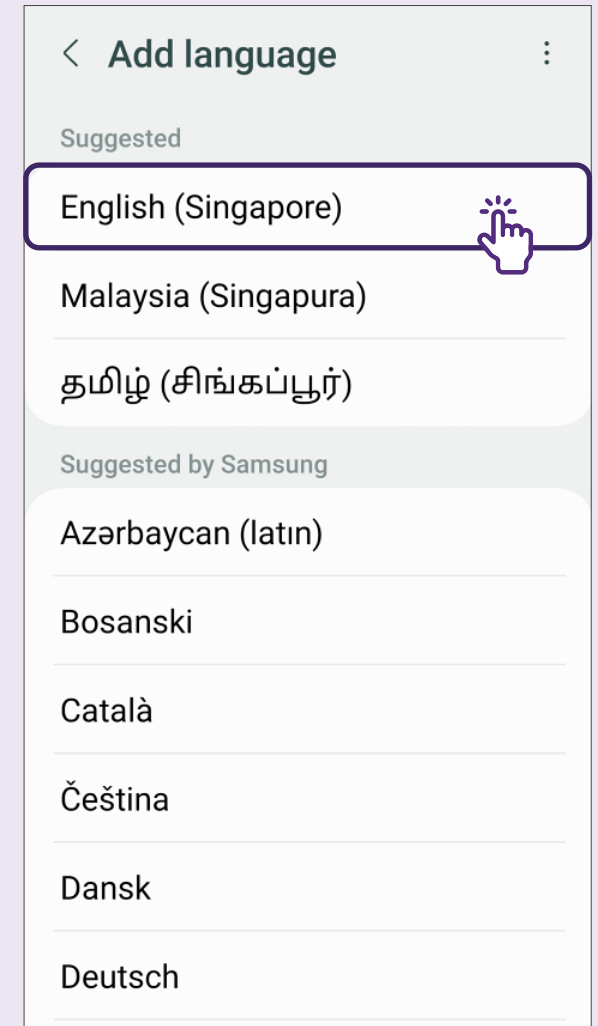 Add language
Suggested
English (Singapore)
Malaysia (Singapura)
தமிழ் (சிங்கப்பூர்)
Suggested by Samsung
Azərbaycan (latın)
Bosanski
Català
Čeština
Dansk
Deutsch